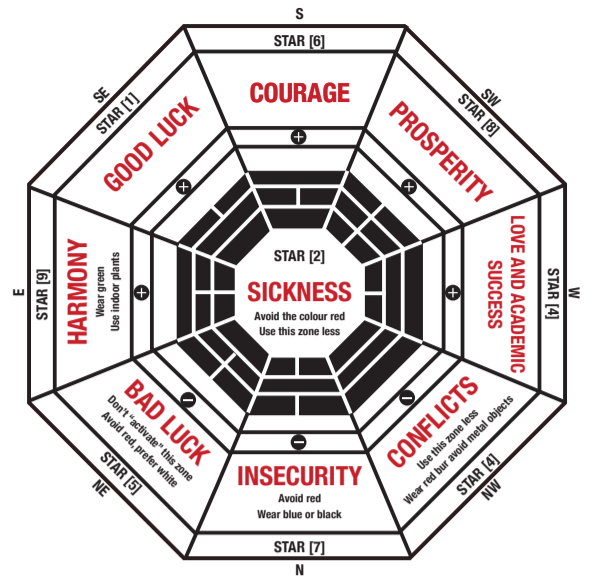 S
STAR [6]
COURAGE
SW
STAR [8]
PROSPERITY
W
STAR [4]
LOVE AND ACADEMIC
SUCCESS
NW
STAR [4]
CONFLICTS
Use this zone less
Wear red bur avoid metal objects
N
STAR [7]
INSECURITY
Avoid red
Wear blue or black
NE
STAR [5]
BAD LUCK
Don't "activate" this zone
Avoid red, prefer white
E
STAR [9]
HARMONY
Wear green
Use indoor plants
SE
STAR [1]
GOOD LUCK
STAR [2]
SICKNESS
Avoid the colour red
Use this zone less